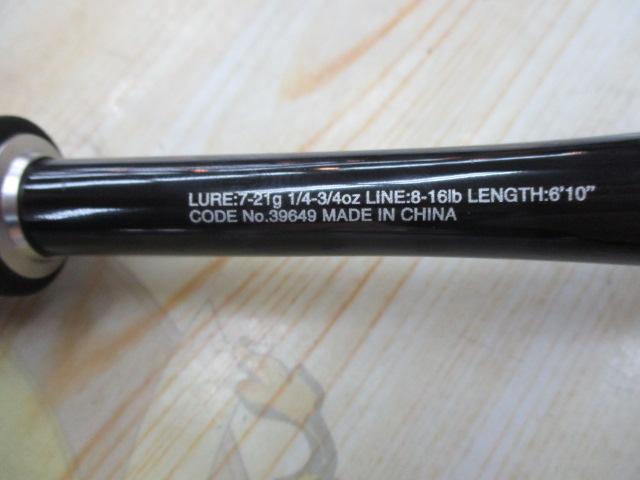 LURE:7-21g 1/4-3/4oz LINE:8-16lb LENGTH:6'10"
CODE No.39649 MADE IN CHINA